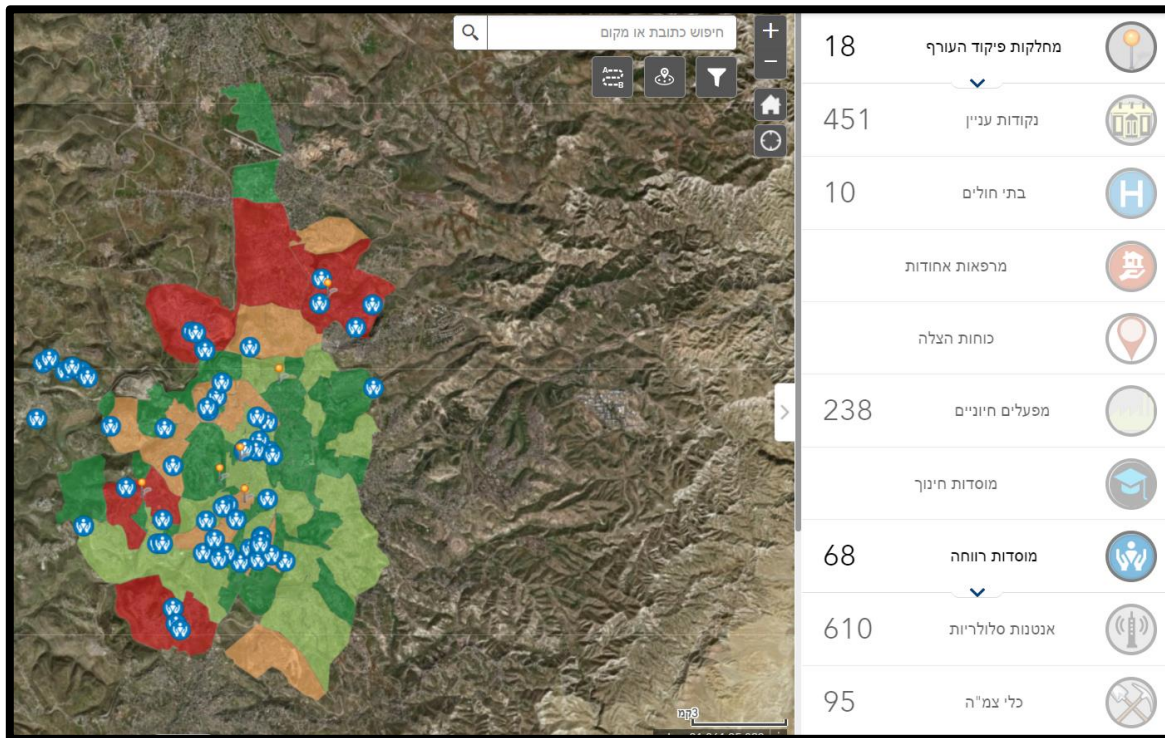 חיפוש כתובת או מקום
A
B
+
−
3קמ
מחלקות פיקוד העורף 18
נקודות עניין 451
H
בתי חולים 10
מרפאות אחודות
כוחות הצלה
מפעלים חיוניים 238
מוסדות חינוך
מוסדות רווחה 68
אנטנות סלולריות 610
כלי צמ"ה 95